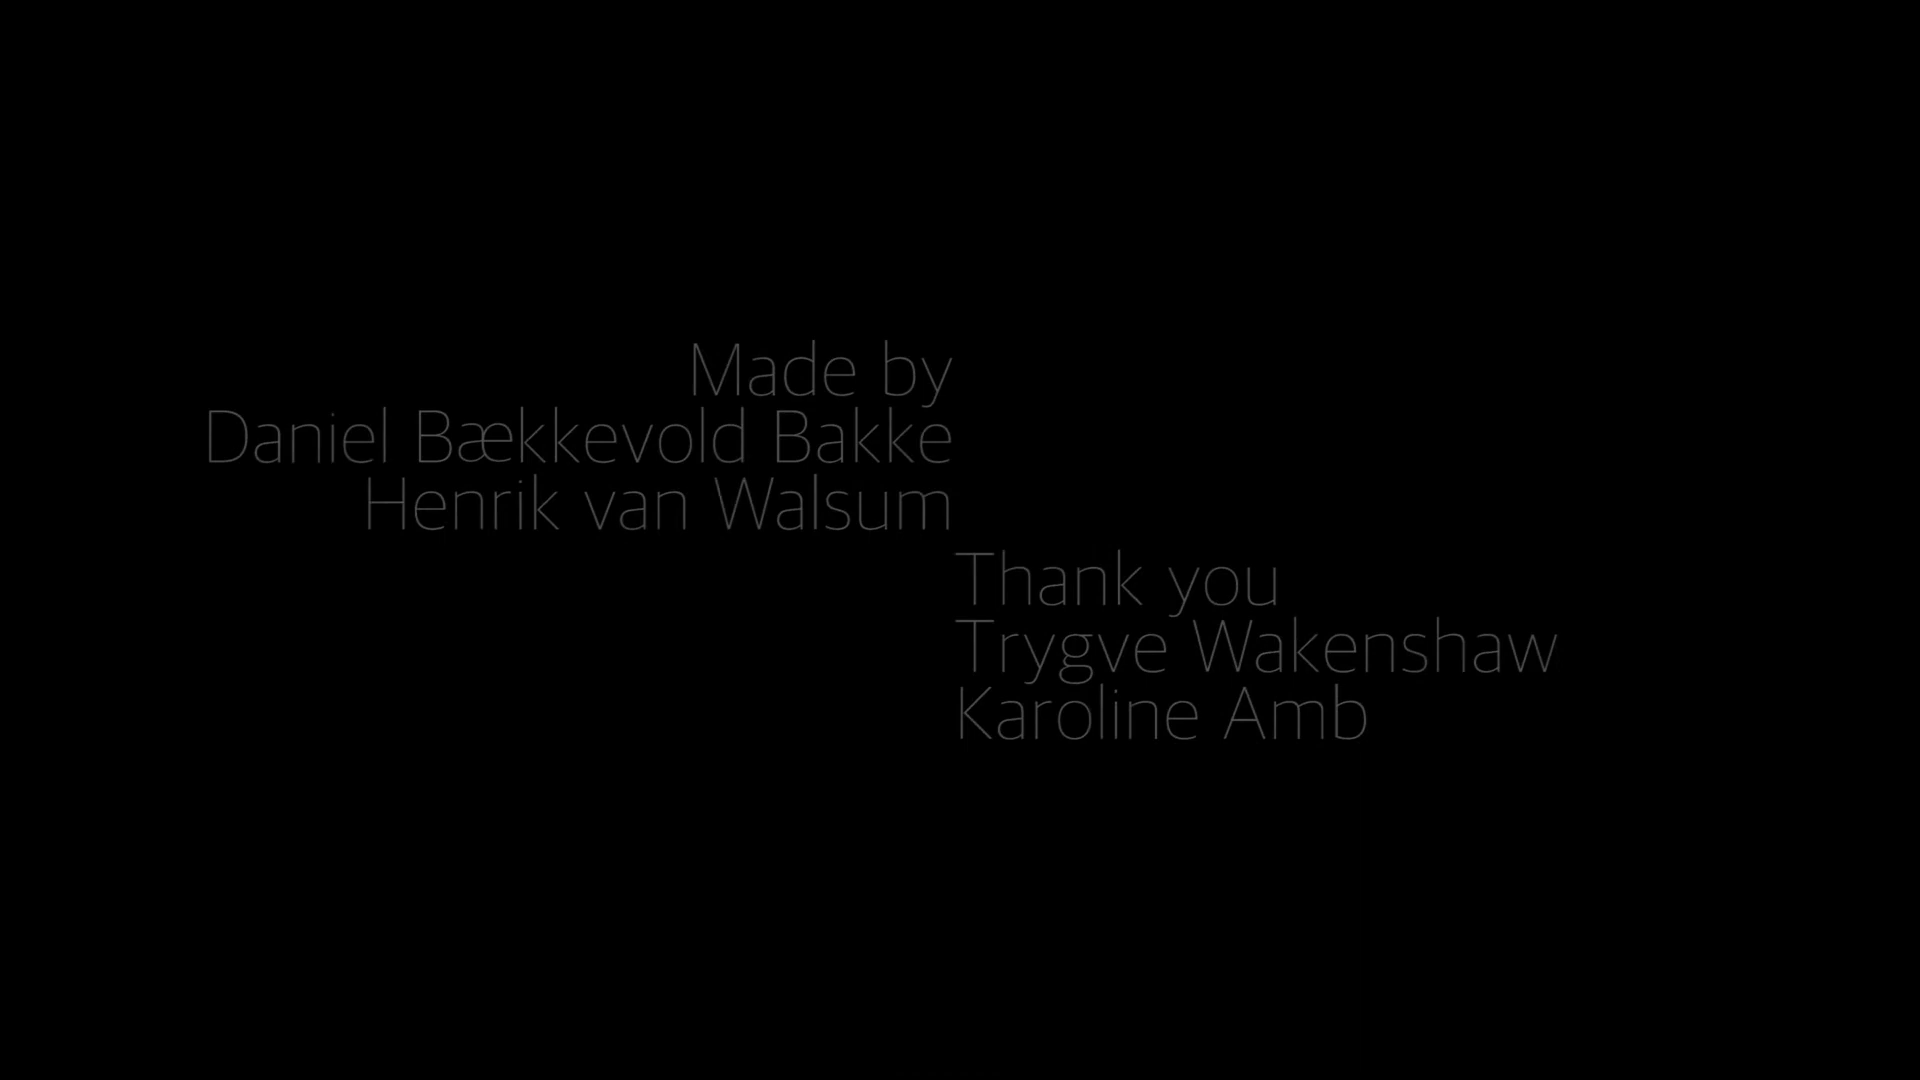 Made by
Daniel Bækkevold Bakke
Henrik van Walsum
Thank you
Trygve Wakenshaw
Karoline Amb